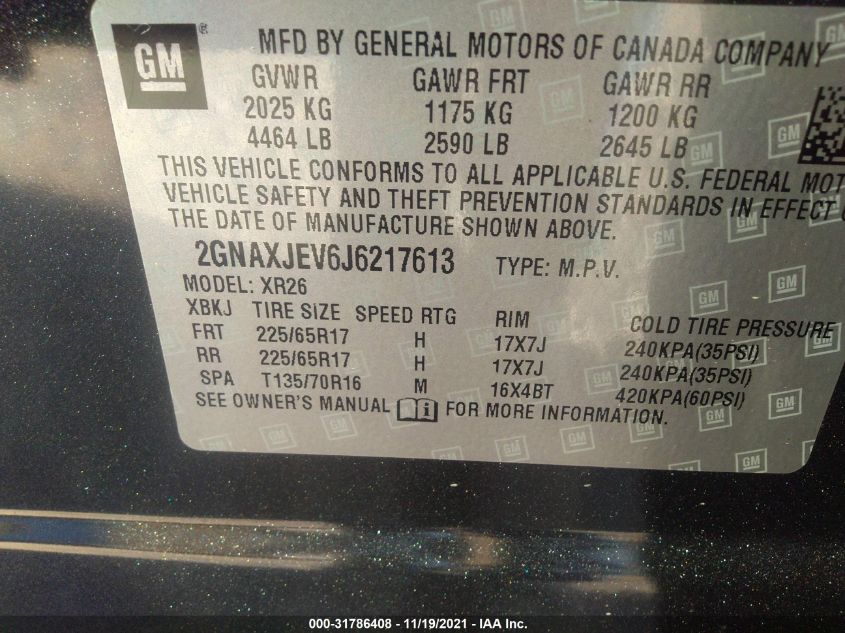 GM ®
MFD BY GENERAL MOTORS OF CANADA COMPANY
GVWR GAWR FRT GAWR RR
2025 KG 1175 KG 1200 KG
4464 LB 2590 LB 2645 LB
THIS VEHICLE CONFORMS TO ALL APPLICABLE U.S. FEDERAL MOT
VEHICLE SAFETY AND THEFT PREVENTION STANDARDS IN EFFECT
THE DATE OF MANUFACTURE SHOWN ABOVE.
2GNAXJEV6J6217613 TYPE: M.P.V.
MODEL: XR26
XBKJ TIRE SIZE SPEED RTG RIM COLD TIRE PRESSURE
FRT 225/65R17 H 17X7J 240KPA(35PSI)
RR 225/65R17 H 17X7J 240KPA(35PSI)
SPA T135/70R16 M 16X4BT 420KPA(60PSI)
SEE OWNER'S MANUAL FOR MORE INFORMATION.
000-31786408 - 11/19/2021 - IAA Inc.